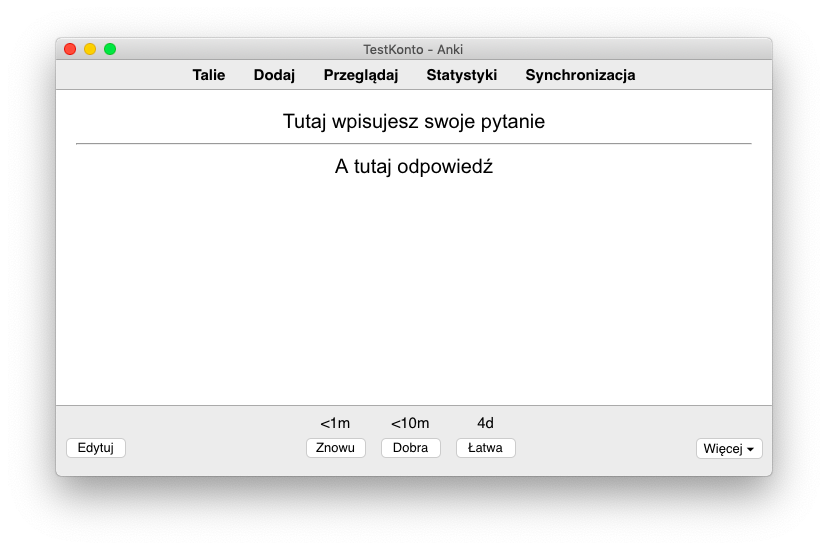 TestKonto - Anki
Talie Dodaj Przeglądaj Statystyki Synchronizacja
Tutaj wpisujesz swoje pytanie
A tutaj odpowiedź
<1m <10m 4d
Edytuj Znowu Dobra Łatwa Więcej